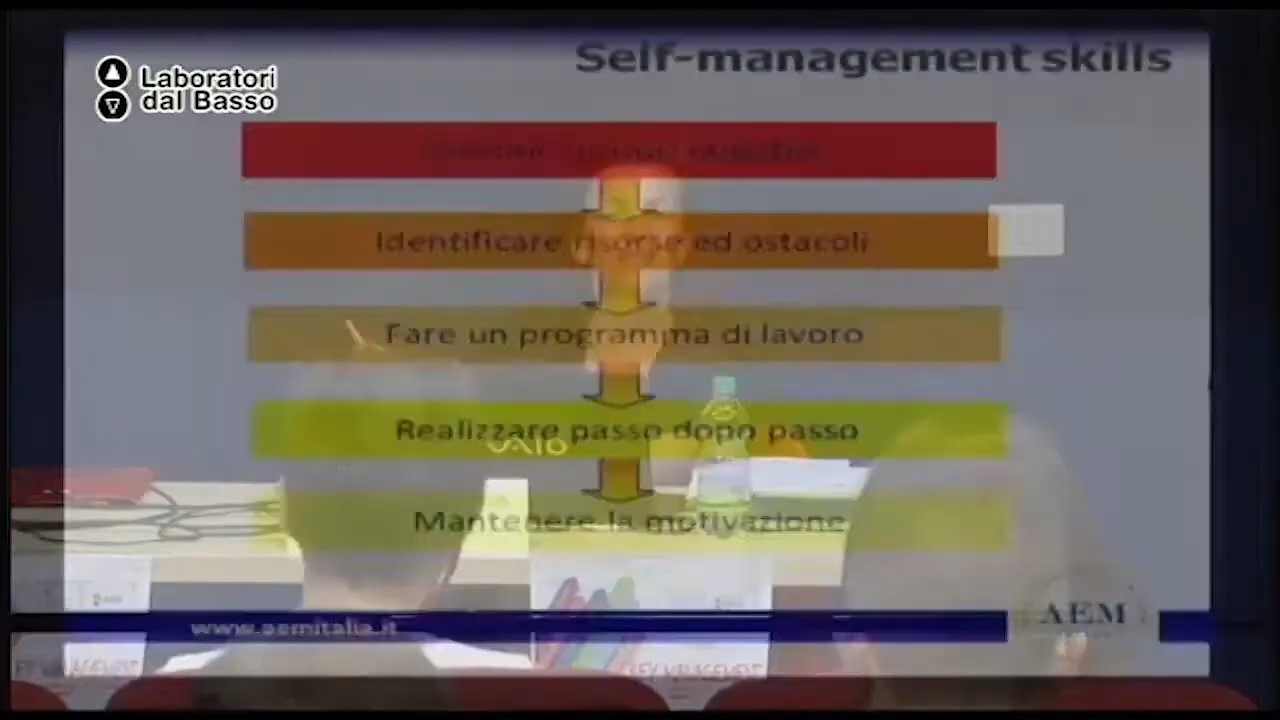 Self-management skills
Laboratori
dal Basso
Identificare risorse ed ostacoli
Fare un programma di lavoro
Realizzare passo dopo passo
VAIO
Mantenere la motivazione
AEM
www.aemitalia.it